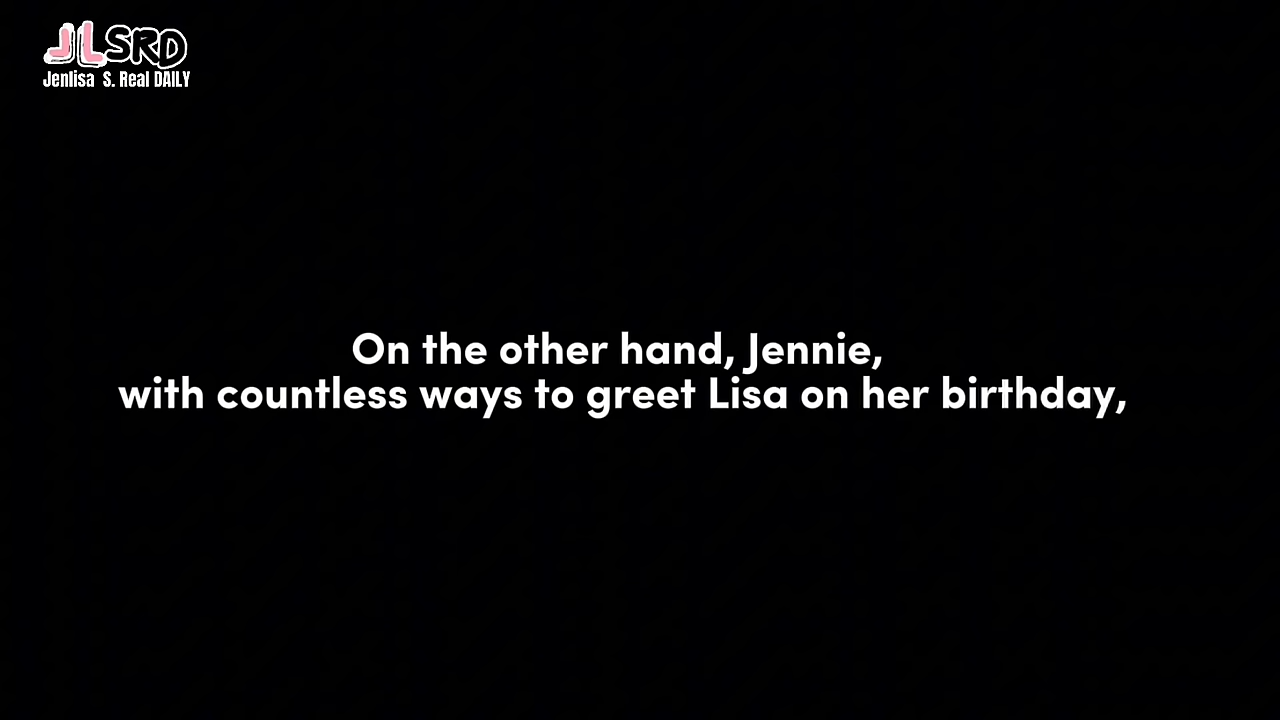 JLSRD
Jenlisa S. Real DAILY
On the other hand, Jennie,
with countless ways to greet Lisa on her birthday,